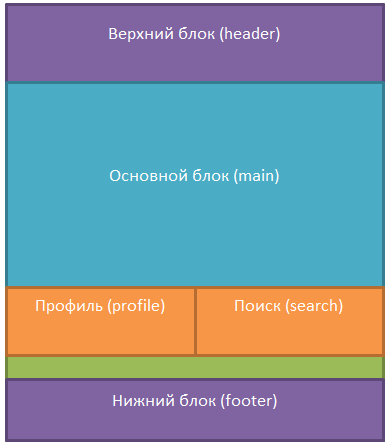 Верхний блок (header)
Основной блок (main)
Профиль (profile)
Поиск (search)
Нижний блок (footer)